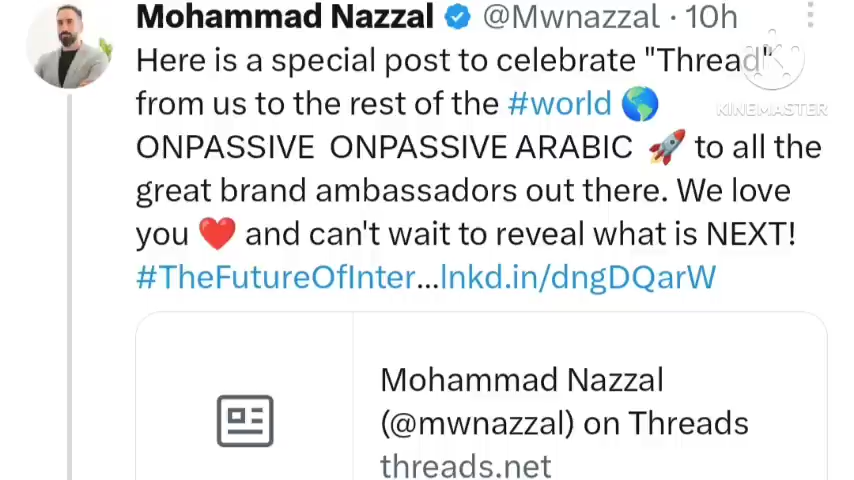 Mohammad Nazzal @Mwnazzal · 10h
Here is a special post to celebrate "Thread"
from us to the rest of the #world 🌎
KINEMASTER
ONPASSIVE ONPASSIVE ARABIC 🚀 to all the
great brand ambassadors out there. We love
you ❤️ and can't wait to reveal what is NEXT!
#TheFutureOfInter...lnkd.in/dngDQarW
Mohammad Nazzal
(@mwnazzal) on Threads
threads.net